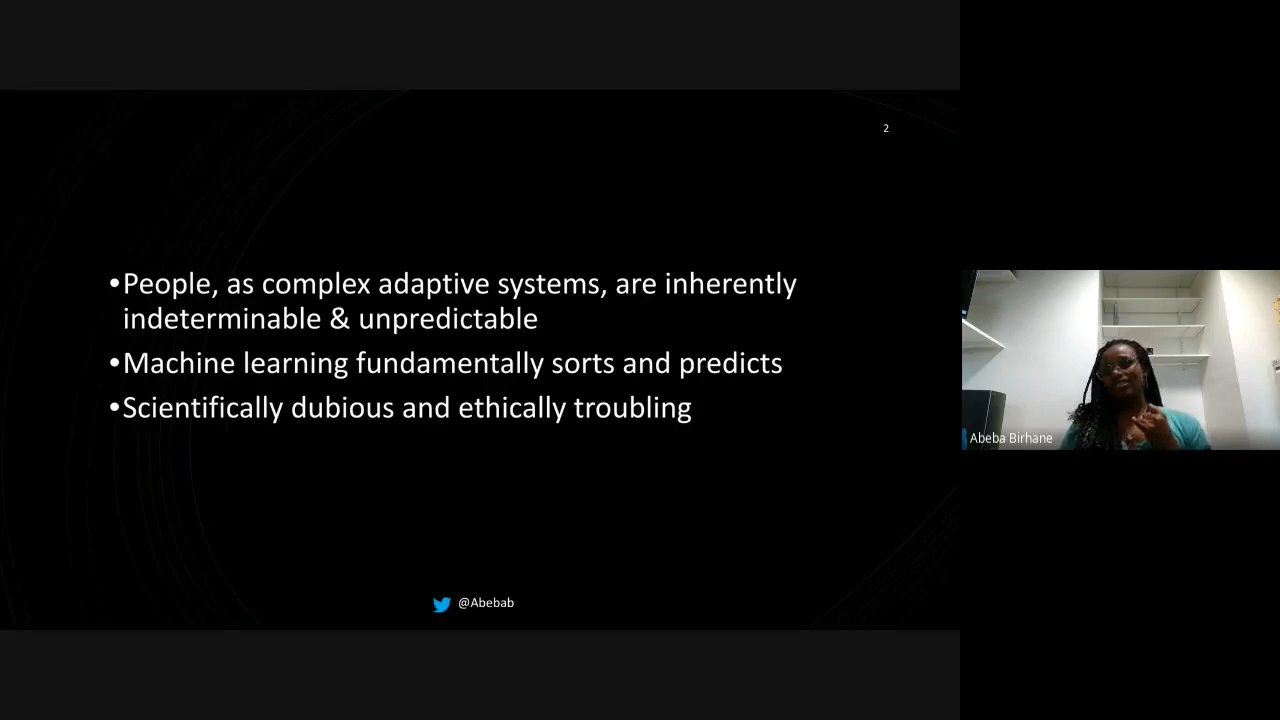 2
•People, as complex adaptive systems, are inherently
indeterminable & unpredictable
•Machine learning fundamentally sorts and predicts
•Scientifically dubious and ethically troubling
@Abebab
Abeba Birhane